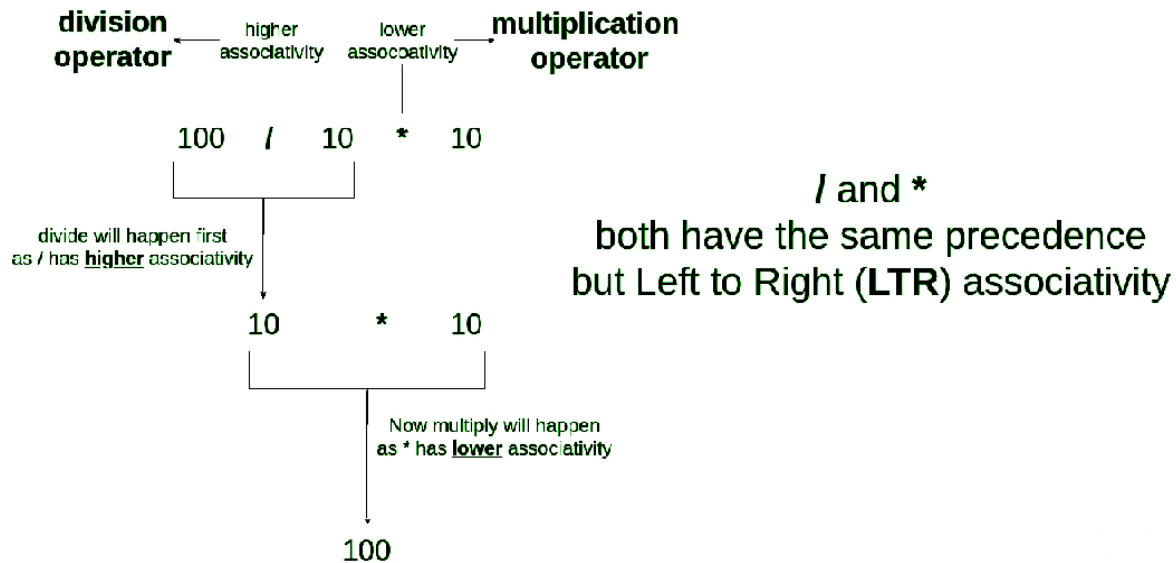 division
operator
higher
associativity
lower
assocoativity
multiplication
operator
100 / 10 * 10
divide will happen first
as / has higher associativity
/ and *
both have the same precedence
but Left to Right (LTR) associativity
10 * 10
Now multiply will happen
as * has lower associativity
100